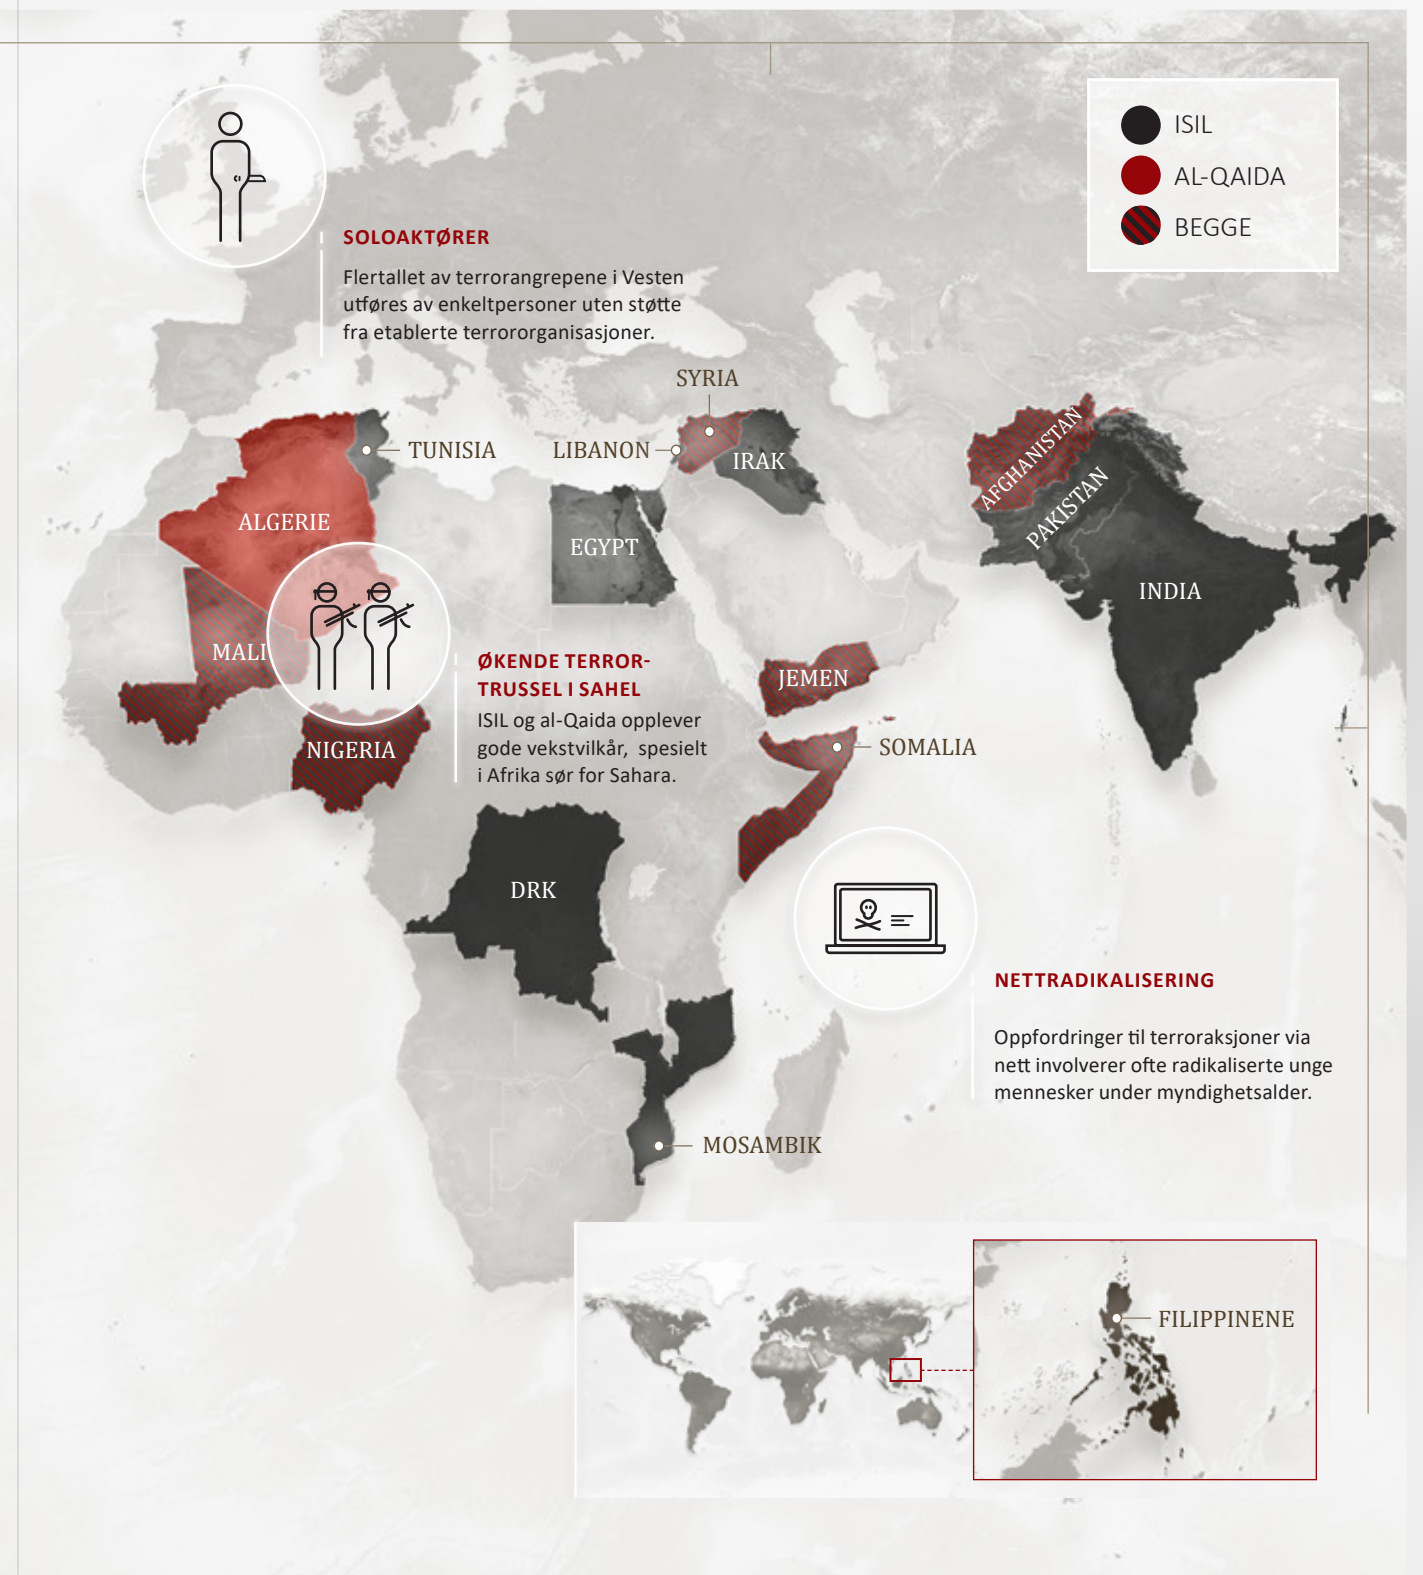 ISIL
AL-QAIDA
BEGGE
SOLOAKTØRER
Flertallet av terrorangrepene i Vesten
utføres av enkeltpersoner uten støtte
fra etablerte terrororganisasjoner.
SYRIA
TUNISIA
LIBANON
IRAK
AFGHANISTAN
PAKISTAN
ALGERIE
EGYPT
INDIA
MALI
ØKENDE TERROR-
TRUSSEL I SAHEL
ISIL og al-Qaida opplever
gode vekstvilkår, spesielt
i Afrika sør for Sahara.
JEMEN
NIGERIA
SOMALIA
DRK
NETTRADIKALISERING
Oppfordringer til terroraksjoner via
nett involverer ofte radikaliserte unge
mennesker under myndighetsalder.
MOSAMBIK
FILIPPINENE